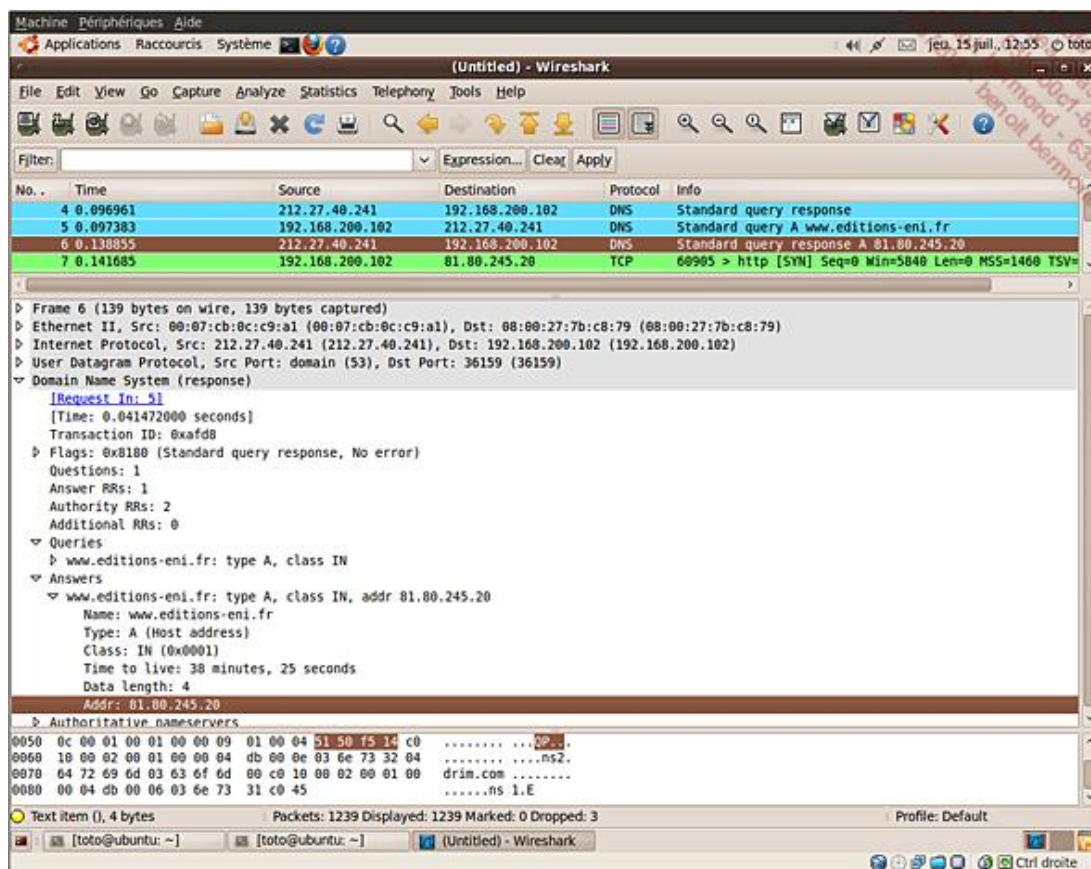 Machine Périphériques Aide
Applications Raccourcis Système jeu. 15 juil., 12:55 toto
(Untitled) - Wireshark
File Edit View Go Capture Analyze Statistics Telephony Tools Help
Filter: Expression... Clear Apply
No. . Time Source Destination Protocol Info
4 0.096961 212.27.40.241 192.168.200.102 DNS Standard query response
5 0.097383 192.168.200.102 212.27.40.241 DNS Standard query A www.editions-eni.fr
6 0.138855 212.27.40.241 192.168.200.102 DNS Standard query response A 81.80.245.20
7 0.141685 192.168.200.102 81.80.245.20 TCP 60905 > http [SYN] Seq=0 Win=5840 Len=0 MSS=1460 TSV=
Frame 6 (139 bytes on wire, 139 bytes captured)
Ethernet II, Src: 00:07:cb:0c:c9:a1 (00:07:cb:0c:c9:a1), Dst: 08:00:27:7b:c8:79 (08:00:27:7b:c8:79)
Internet Protocol, Src: 212.27.40.241 (212.27.40.241), Dst: 192.168.200.102 (192.168.200.102)
User Datagram Protocol, Src Port: domain (53), Dst Port: 36159 (36159)
Domain Name System (response)
[Request In: 5]
[Time: 0.041472000 seconds]
Transaction ID: 0xafd8
Flags: 0x8180 (Standard query response, No error)
Questions: 1
Answer RRs: 1
Authority RRs: 2
Additional RRs: 0
Queries
www.editions-eni.fr: type A, class IN
Answers
www.editions-eni.fr: type A, class IN, addr 81.80.245.20
Name: www.editions-eni.fr
Type: A (Host address)
Class: IN (0x0001)
Time to live: 38 minutes, 25 seconds
Data length: 4
Addr: 81.80.245.20
Authoritative nameservers
0050 0c 00 01 00 01 00 00 09 01 00 04 51 50 f5 14 c0 ........ ...QP...
0060 10 00 02 00 01 00 00 04 db 00 0e 03 6e 73 32 04 ........ ....ns2.
0070 64 72 69 6d 03 63 6f 6d 00 c0 10 00 02 00 01 00 drim.com ........
0080 00 04 db 00 06 03 6e 73 31 c0 45 ......ns 1.E
Text item (), 4 bytes Packets: 1239 Displayed: 1239 Marked: 0 Dropped: 3 Profile: Default
[toto@ubuntu: ~] [toto@ubuntu: ~] (Untitled) - Wireshark
Ctrl droite
benoit bermond